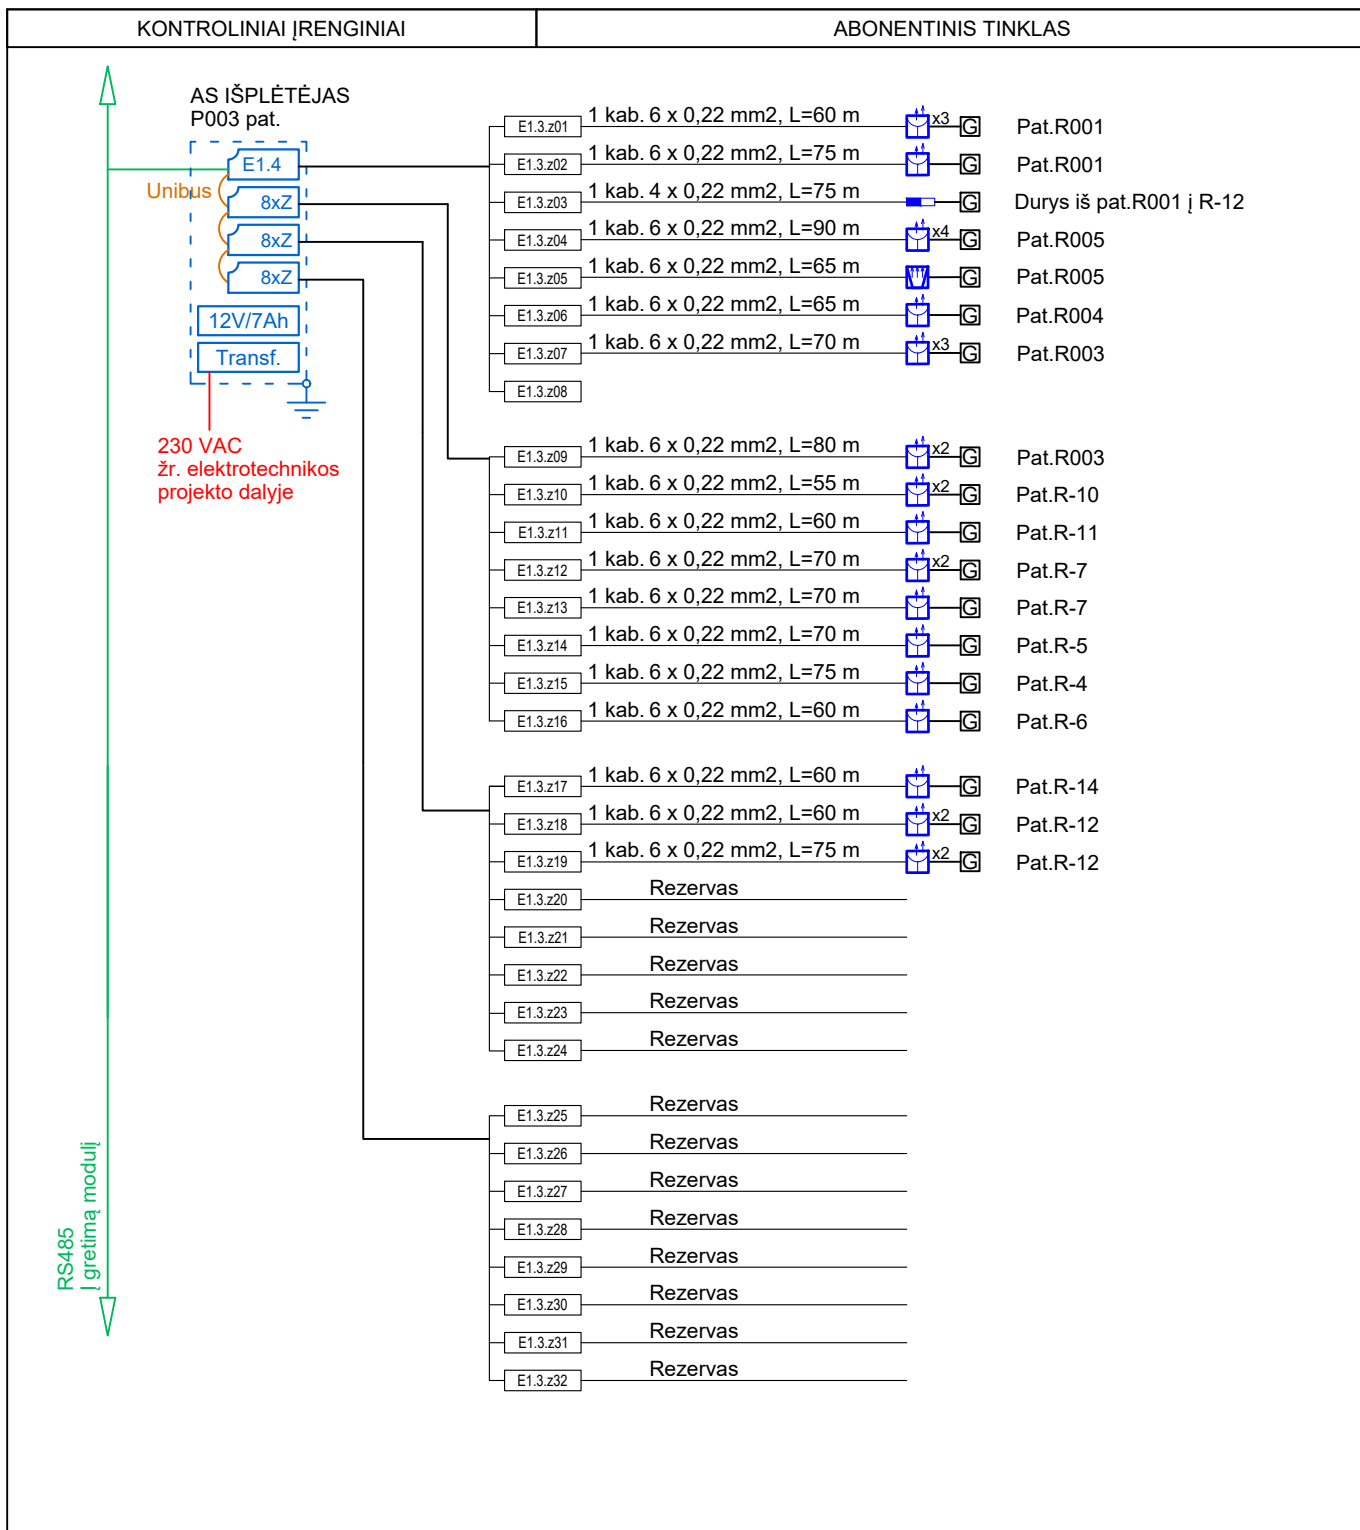 KONTROLINIAI ĮRENGINIAI
ABONENTINIS TINKLAS
AS IŠPLĖTĖJAS
P003 pat.
E1.4
Unibus
8xZ
8xZ
8xZ
12V/7Ah
Transf.
230 VAC
žr. elektrotechnikos
projekto dalyje
RS485
Į gretimą modulį
E1.3.z01 1 kab. 6 x 0,22 mm2, L=60 m x3 G Pat.R001
E1.3.z02 1 kab. 6 x 0,22 mm2, L=75 m G Pat.R001
E1.3.z03 1 kab. 4 x 0,22 mm2, L=75 m G Durys iš pat.R001 į R-12
E1.3.z04 1 kab. 6 x 0,22 mm2, L=90 m x4 G Pat.R005
E1.3.z05 1 kab. 6 x 0,22 mm2, L=65 m G Pat.R005
E1.3.z06 1 kab. 6 x 0,22 mm2, L=65 m G Pat.R004
E1.3.z07 1 kab. 6 x 0,22 mm2, L=70 m x3 G Pat.R003
E1.3.z08
E1.3.z09 1 kab. 6 x 0,22 mm2, L=80 m x2 G Pat.R003
E1.3.z10 1 kab. 6 x 0,22 mm2, L=55 m x2 G Pat.R-10
E1.3.z11 1 kab. 6 x 0,22 mm2, L=60 m G Pat.R-11
E1.3.z12 1 kab. 6 x 0,22 mm2, L=70 m x2 G Pat.R-7
E1.3.z13 1 kab. 6 x 0,22 mm2, L=70 m G Pat.R-7
E1.3.z14 1 kab. 6 x 0,22 mm2, L=70 m G Pat.R-5
E1.3.z15 1 kab. 6 x 0,22 mm2, L=75 m G Pat.R-4
E1.3.z16 1 kab. 6 x 0,22 mm2, L=60 m G Pat.R-6
E1.3.z17 1 kab. 6 x 0,22 mm2, L=60 m G Pat.R-14
E1.3.z18 1 kab. 6 x 0,22 mm2, L=60 m x2 G Pat.R-12
E1.3.z19 1 kab. 6 x 0,22 mm2, L=75 m x2 G Pat.R-12
E1.3.z20 Rezervas
E1.3.z21 Rezervas
E1.3.z22 Rezervas
E1.3.z23 Rezervas
E1.3.z24 Rezervas
E1.3.z25 Rezervas
E1.3.z26 Rezervas
E1.3.z27 Rezervas
E1.3.z28 Rezervas
E1.3.z29 Rezervas
E1.3.z30 Rezervas
E1.3.z31 Rezervas
E1.3.z32 Rezervas